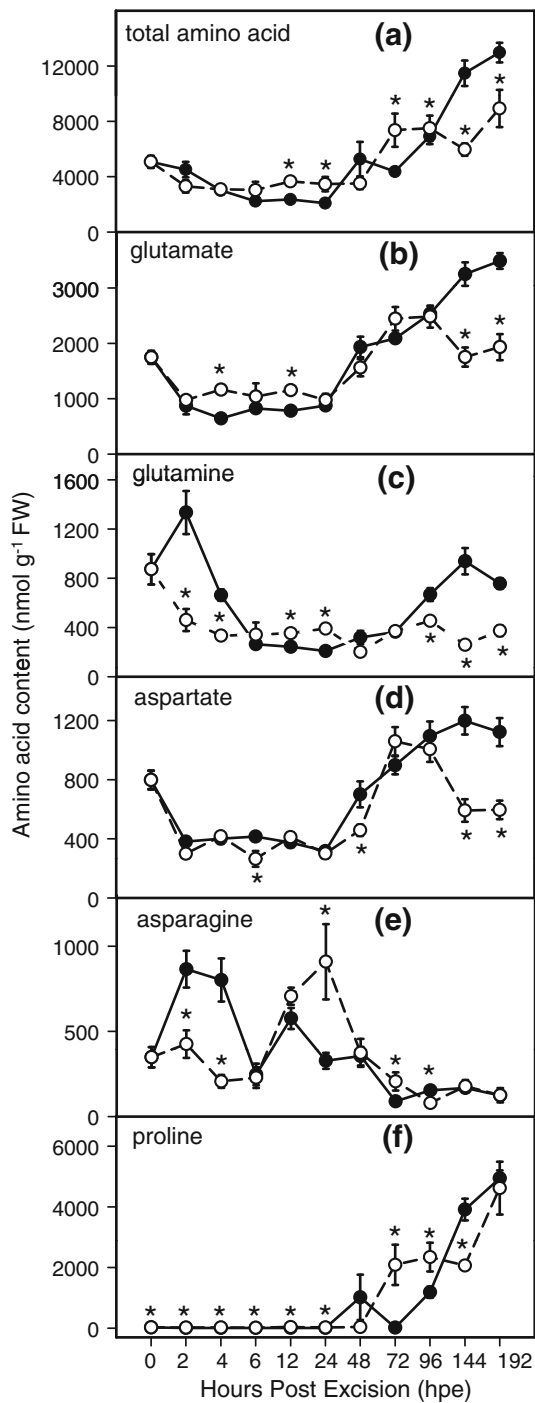 total amino acid (a)
12000
*
8000
* *
* * *
4000
0
glutamate (b)
3000
*
2000
* *
*
1000
0
glutamine (c)
1600
1200
800
* * * *
400
* * *
0
aspartate (d)
1200
800
400
* * * *
0
asparagine (e)
*
1000
500
*
* * *
0
proline (f)
6000
4000
* * *
2000
* * * * * *
0
0 2 4 6 12 24 48 72 96 144 192
Hours Post Excision (hpe)
Amino acid content (nmol g⁻¹ FW)